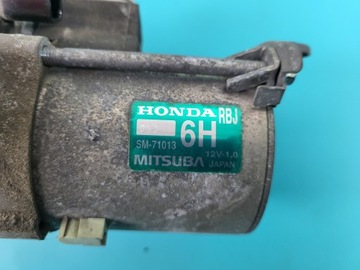 HONDA RBJ
6H
SM-71013 12V-1.0
MITSUBA JAPAN